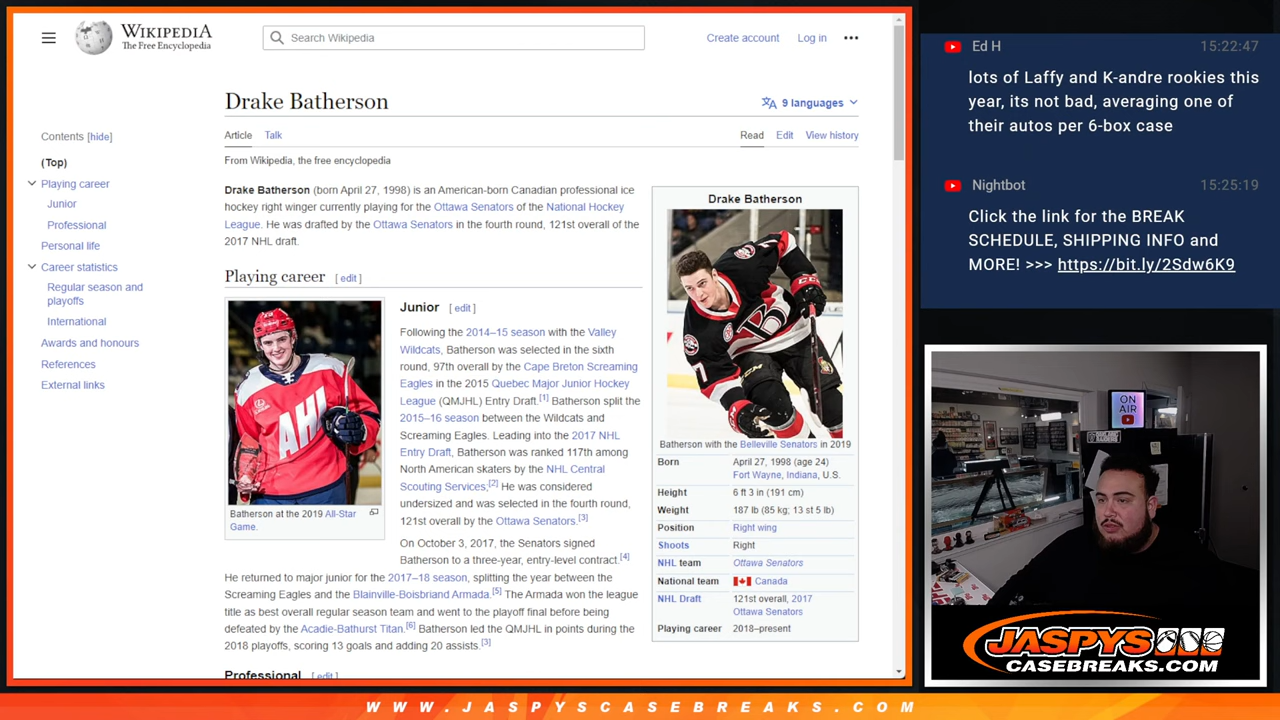 WIKIPEDIA
The Free Encyclopedia
Search Wikipedia
Create account
Log in
Contents [hide]
(Top)
Playing career
Junior
Professional
Personal life
Career statistics
Regular season and
playoffs
International
Awards and honours
References
External links
Drake Batherson
9 languages
Article
Talk
Read
Edit
View history
From Wikipedia, the free encyclopedia
Drake Batherson (born April 27, 1998) is an American-born Canadian professional ice
hockey right winger currently playing for the Ottawa Senators of the National Hockey
League. He was drafted by the Ottawa Senators in the fourth round, 121st overall of the
2017 NHL draft.
Playing career [ edit ]
Batherson at the 2019 All-Star
Game.
Junior [ edit ]
Following the 2014–15 season with the Valley
Wildcats, Batherson was selected in the sixth
round, 97th overall by the Cape Breton Screaming
Eagles in the 2015 Quebec Major Junior Hockey
League (QMJHL) Entry Draft.[1] Batherson split the
2015–16 season between the Wildcats and
Screaming Eagles. Leading into the 2017 NHL
Entry Draft, Batherson was ranked 117th among
North American skaters by the NHL Central
Scouting Services;[2] He was considered
undersized and was selected in the fourth round,
121st overall by the Ottawa Senators.[3]
On October 3, 2017, the Senators signed
Batherson to a three-year, entry-level contract.[4]
He returned to major junior for the 2017–18 season, splitting the year between the
Screaming Eagles and the Blainville-Boisbriand Armada.[5] The Armada won the league
title as best overall regular season team and went to the playoff final before being
defeated by the Acadie-Bathurst Titan.[6] Batherson led the QMJHL in points during the
2018 playoffs, scoring 13 goals and adding 20 assists.[3]
Professional [ edit ]
Drake Batherson
Batherson with the Belleville Senators in 2019
Born April 27, 1998 (age 24)
Fort Wayne, Indiana, U.S.
Height 6 ft 3 in (191 cm)
Weight 187 lb (85 kg; 13 st 5 lb)
Position Right wing
Shoots Right
NHL team Ottawa Senators
National team Canada
NHL Draft 121st overall, 2017
Ottawa Senators
Playing career 2018–present
AHL
Ed H 15:22:47
lots of Laffy and K-andre rookies this
year, its not bad, averaging one of
their autos per 6-box case
Nightbot 15:25:19
Click the link for the BREAK
SCHEDULE, SHIPPING INFO and
MORE! >>> https://bit.ly/2Sdw6K9
ON
AIR
JASPYS
CASEBREAKS.COM
WWW.JASPYSCASEBREAKS.COM